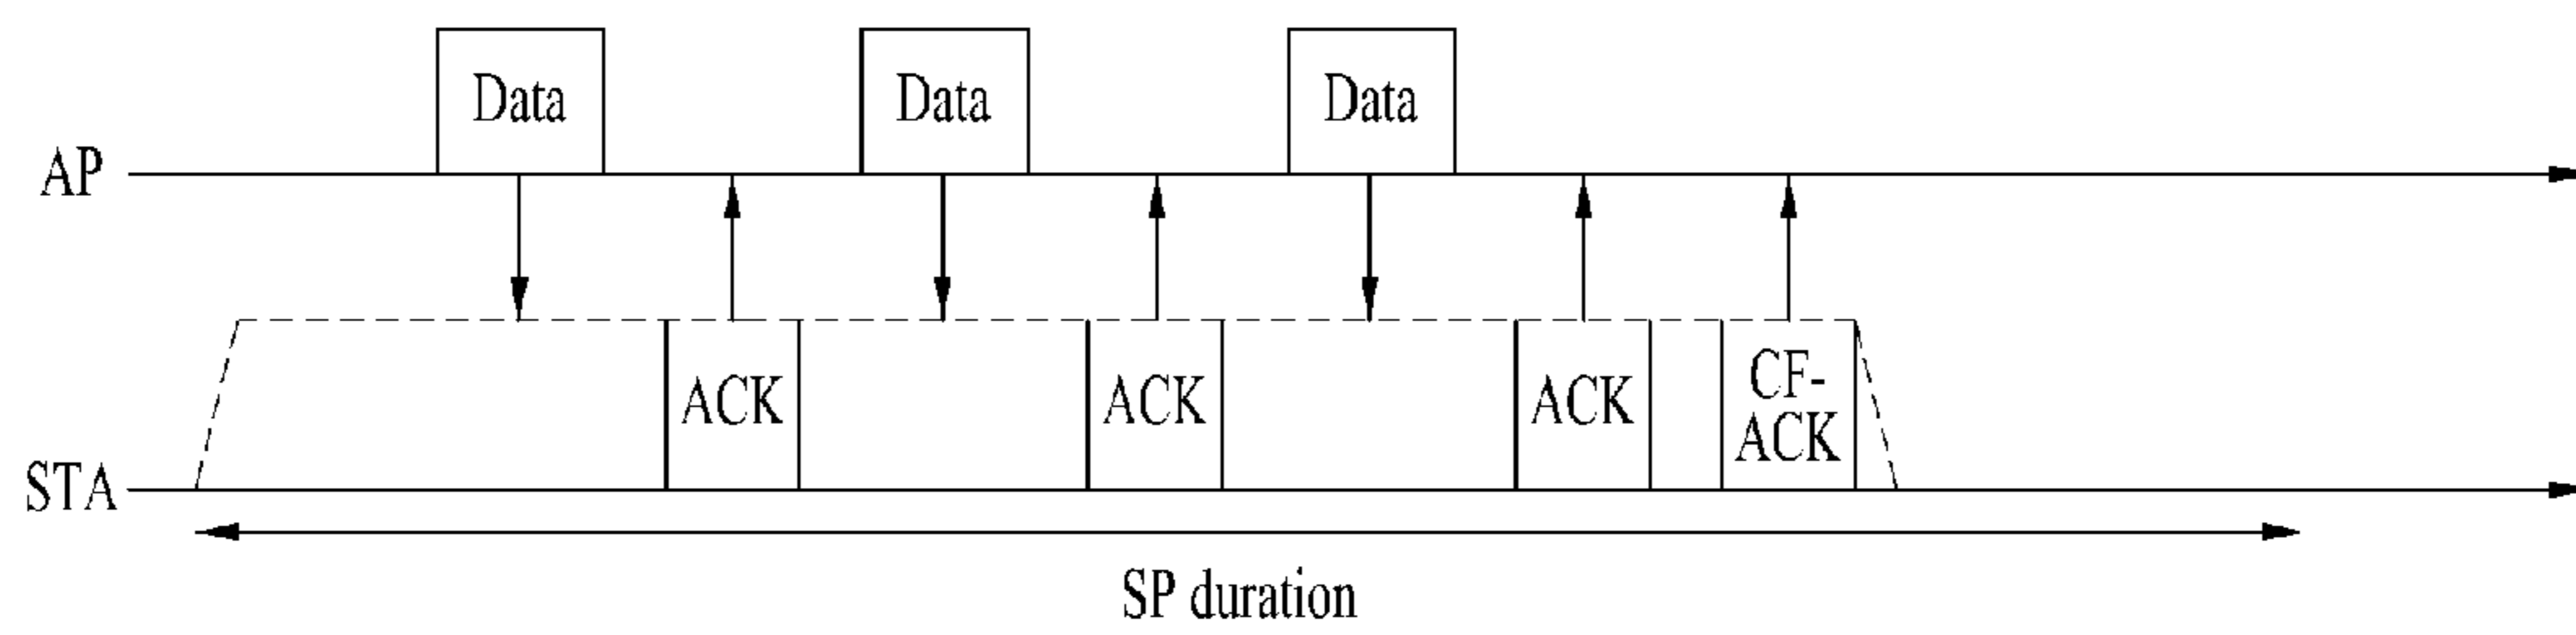 Data
Data
Data
AP
ACK
ACK
ACK
CF-
ACK
STA
SP duration